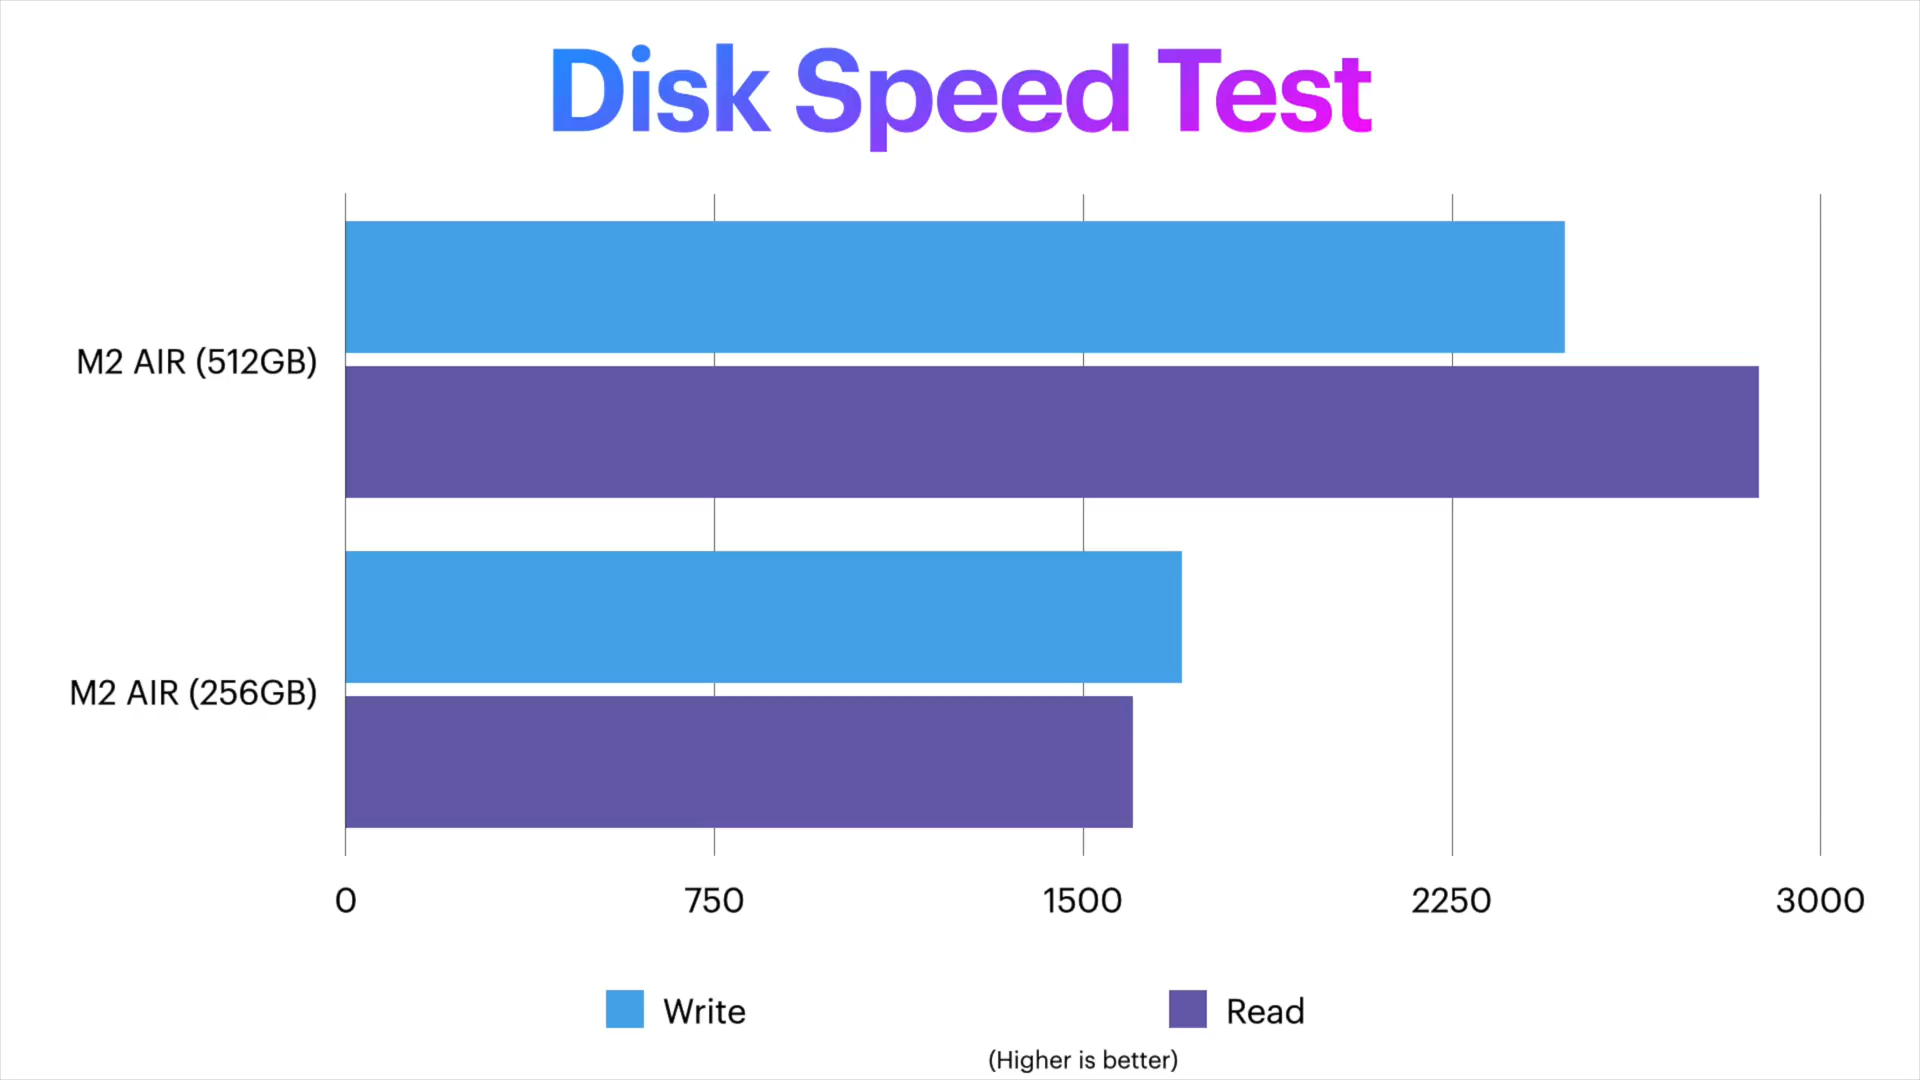 Disk Speed Test
M2 AIR (512GB)
M2 AIR (256GB)
0 750 1500 2250 3000
Write Read
(Higher is better)